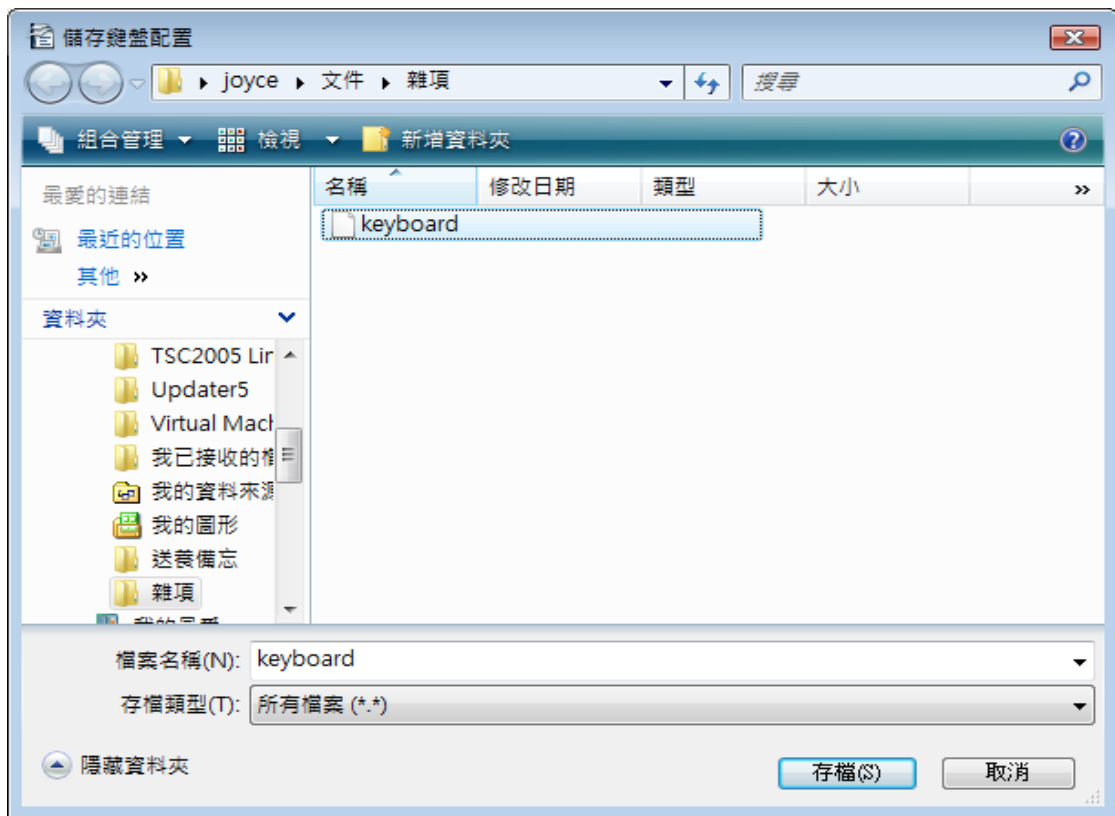 儲存鍵盤配置
joyce 文件 雜項 搜尋
組合管理 檢視 新增資料夾
最愛的連結
最近的位置
其他 »
資料夾
TSC2005 Lir
Updater5
Virtual Mach
我已接收的檔
我的資料來源
我的圖形
送養備忘
雜項
名稱 修改日期 類型 大小 »
keyboard
檔案名稱(N): keyboard
存檔類型(T): 所有檔案 (*.*)
隱藏資料夾 存檔(S) 取消